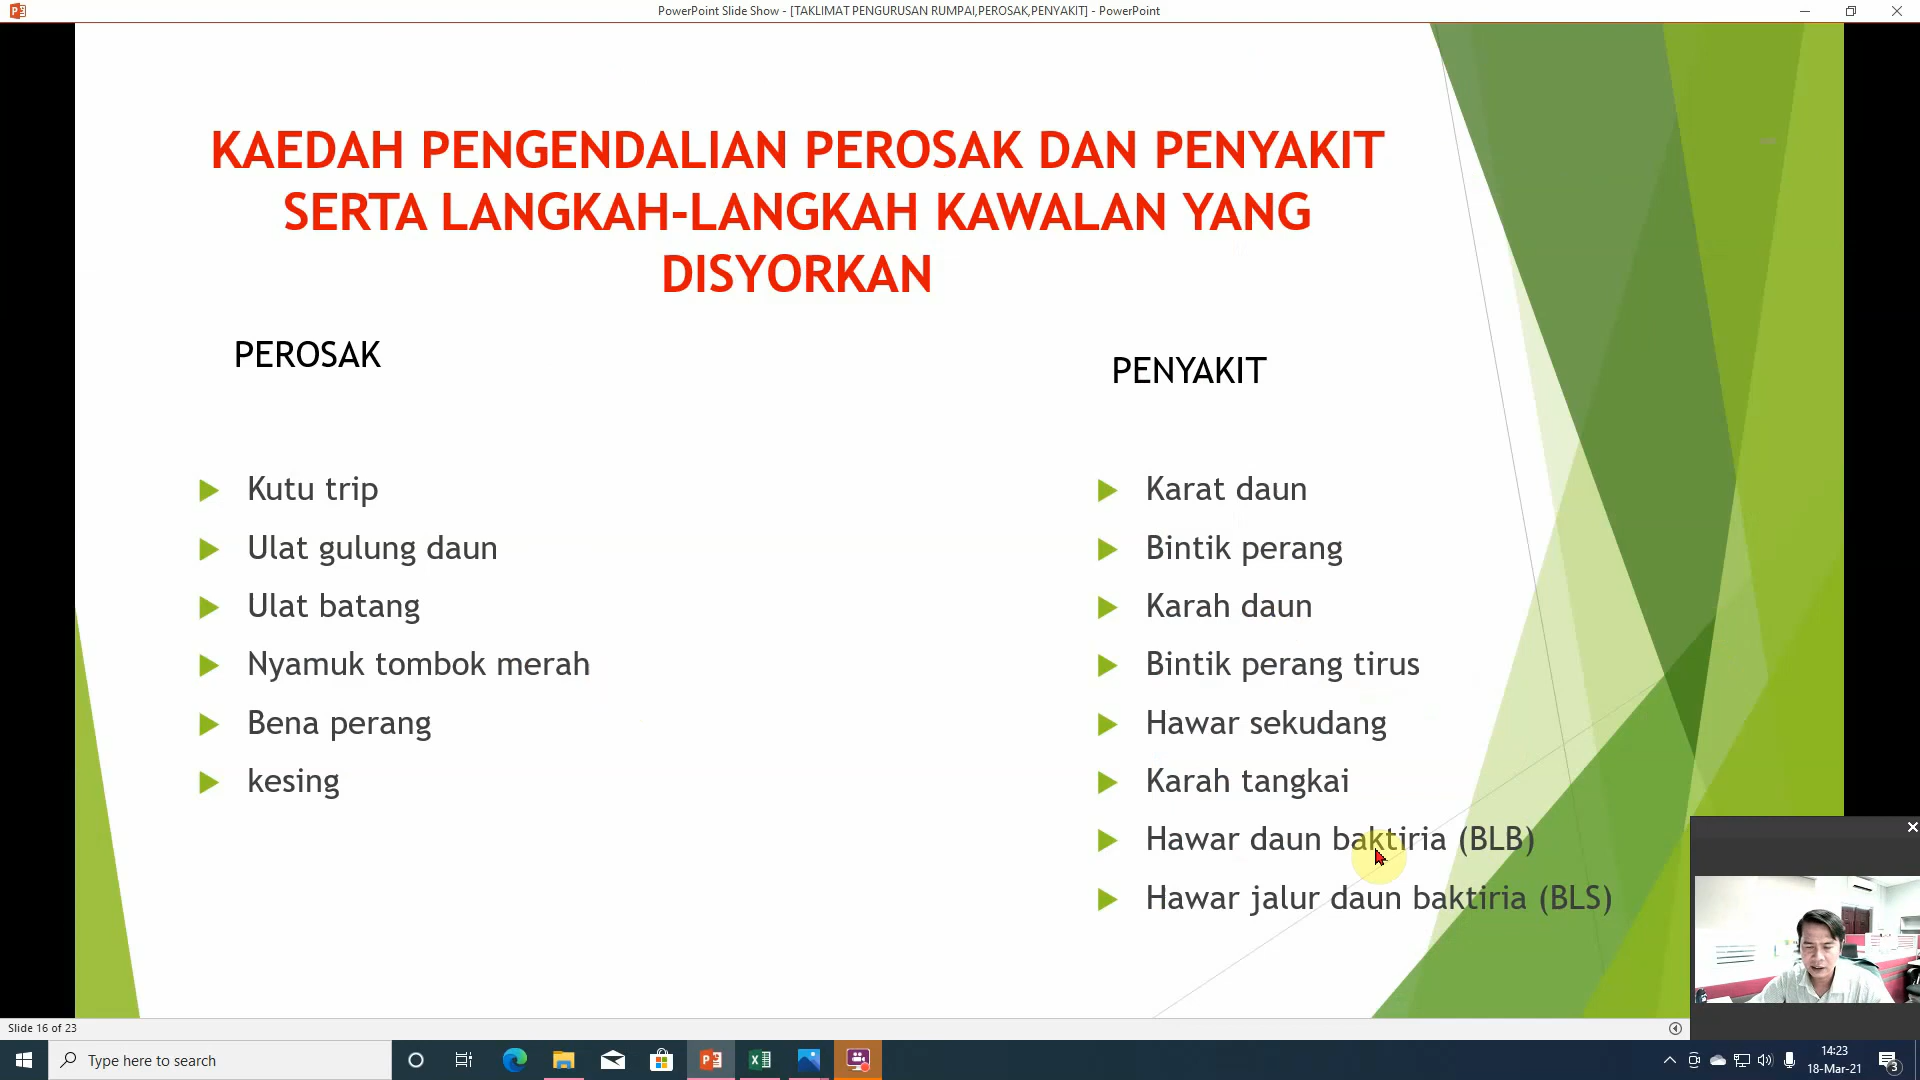 PowerPoint Slide Show - [TAKLIMAT PENGURUSAN RUMPAI,PEROSAK,PENYAKIT] - PowerPoint
KAEDAH PENGENDALIAN PEROSAK DAN PENYAKIT
SERTA LANGKAH-LANGKAH KAWALAN YANG
DISYORKAN
PEROSAK
Kutu trip
Ulat gulung daun
Ulat batang
Nyamuk tombok merah
Bena perang
kesing
PENYAKIT
Karat daun
Bintik perang
Karah daun
Bintik perang tirus
Hawar sekudang
Karah tangkai
Hawar daun baktiria (BLB)
Hawar jalur daun baktiria (BLS)
Slide 16 of 23
Type here to search
14:23
18-Mar-21
3